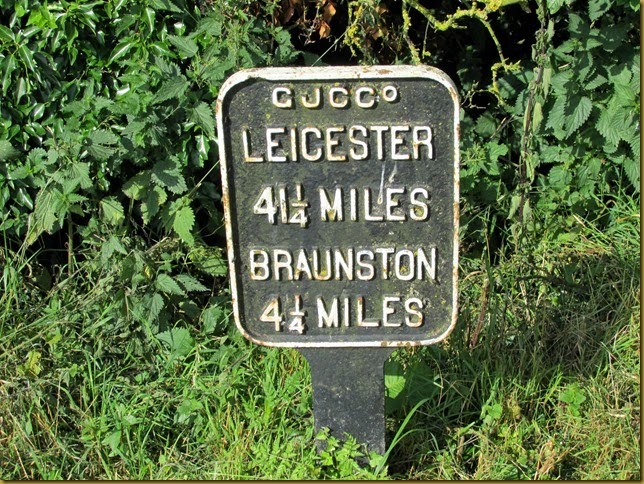 GJCCO
LEICESTER
41¼ MILES
BRAUNSTON
4¼ MILES